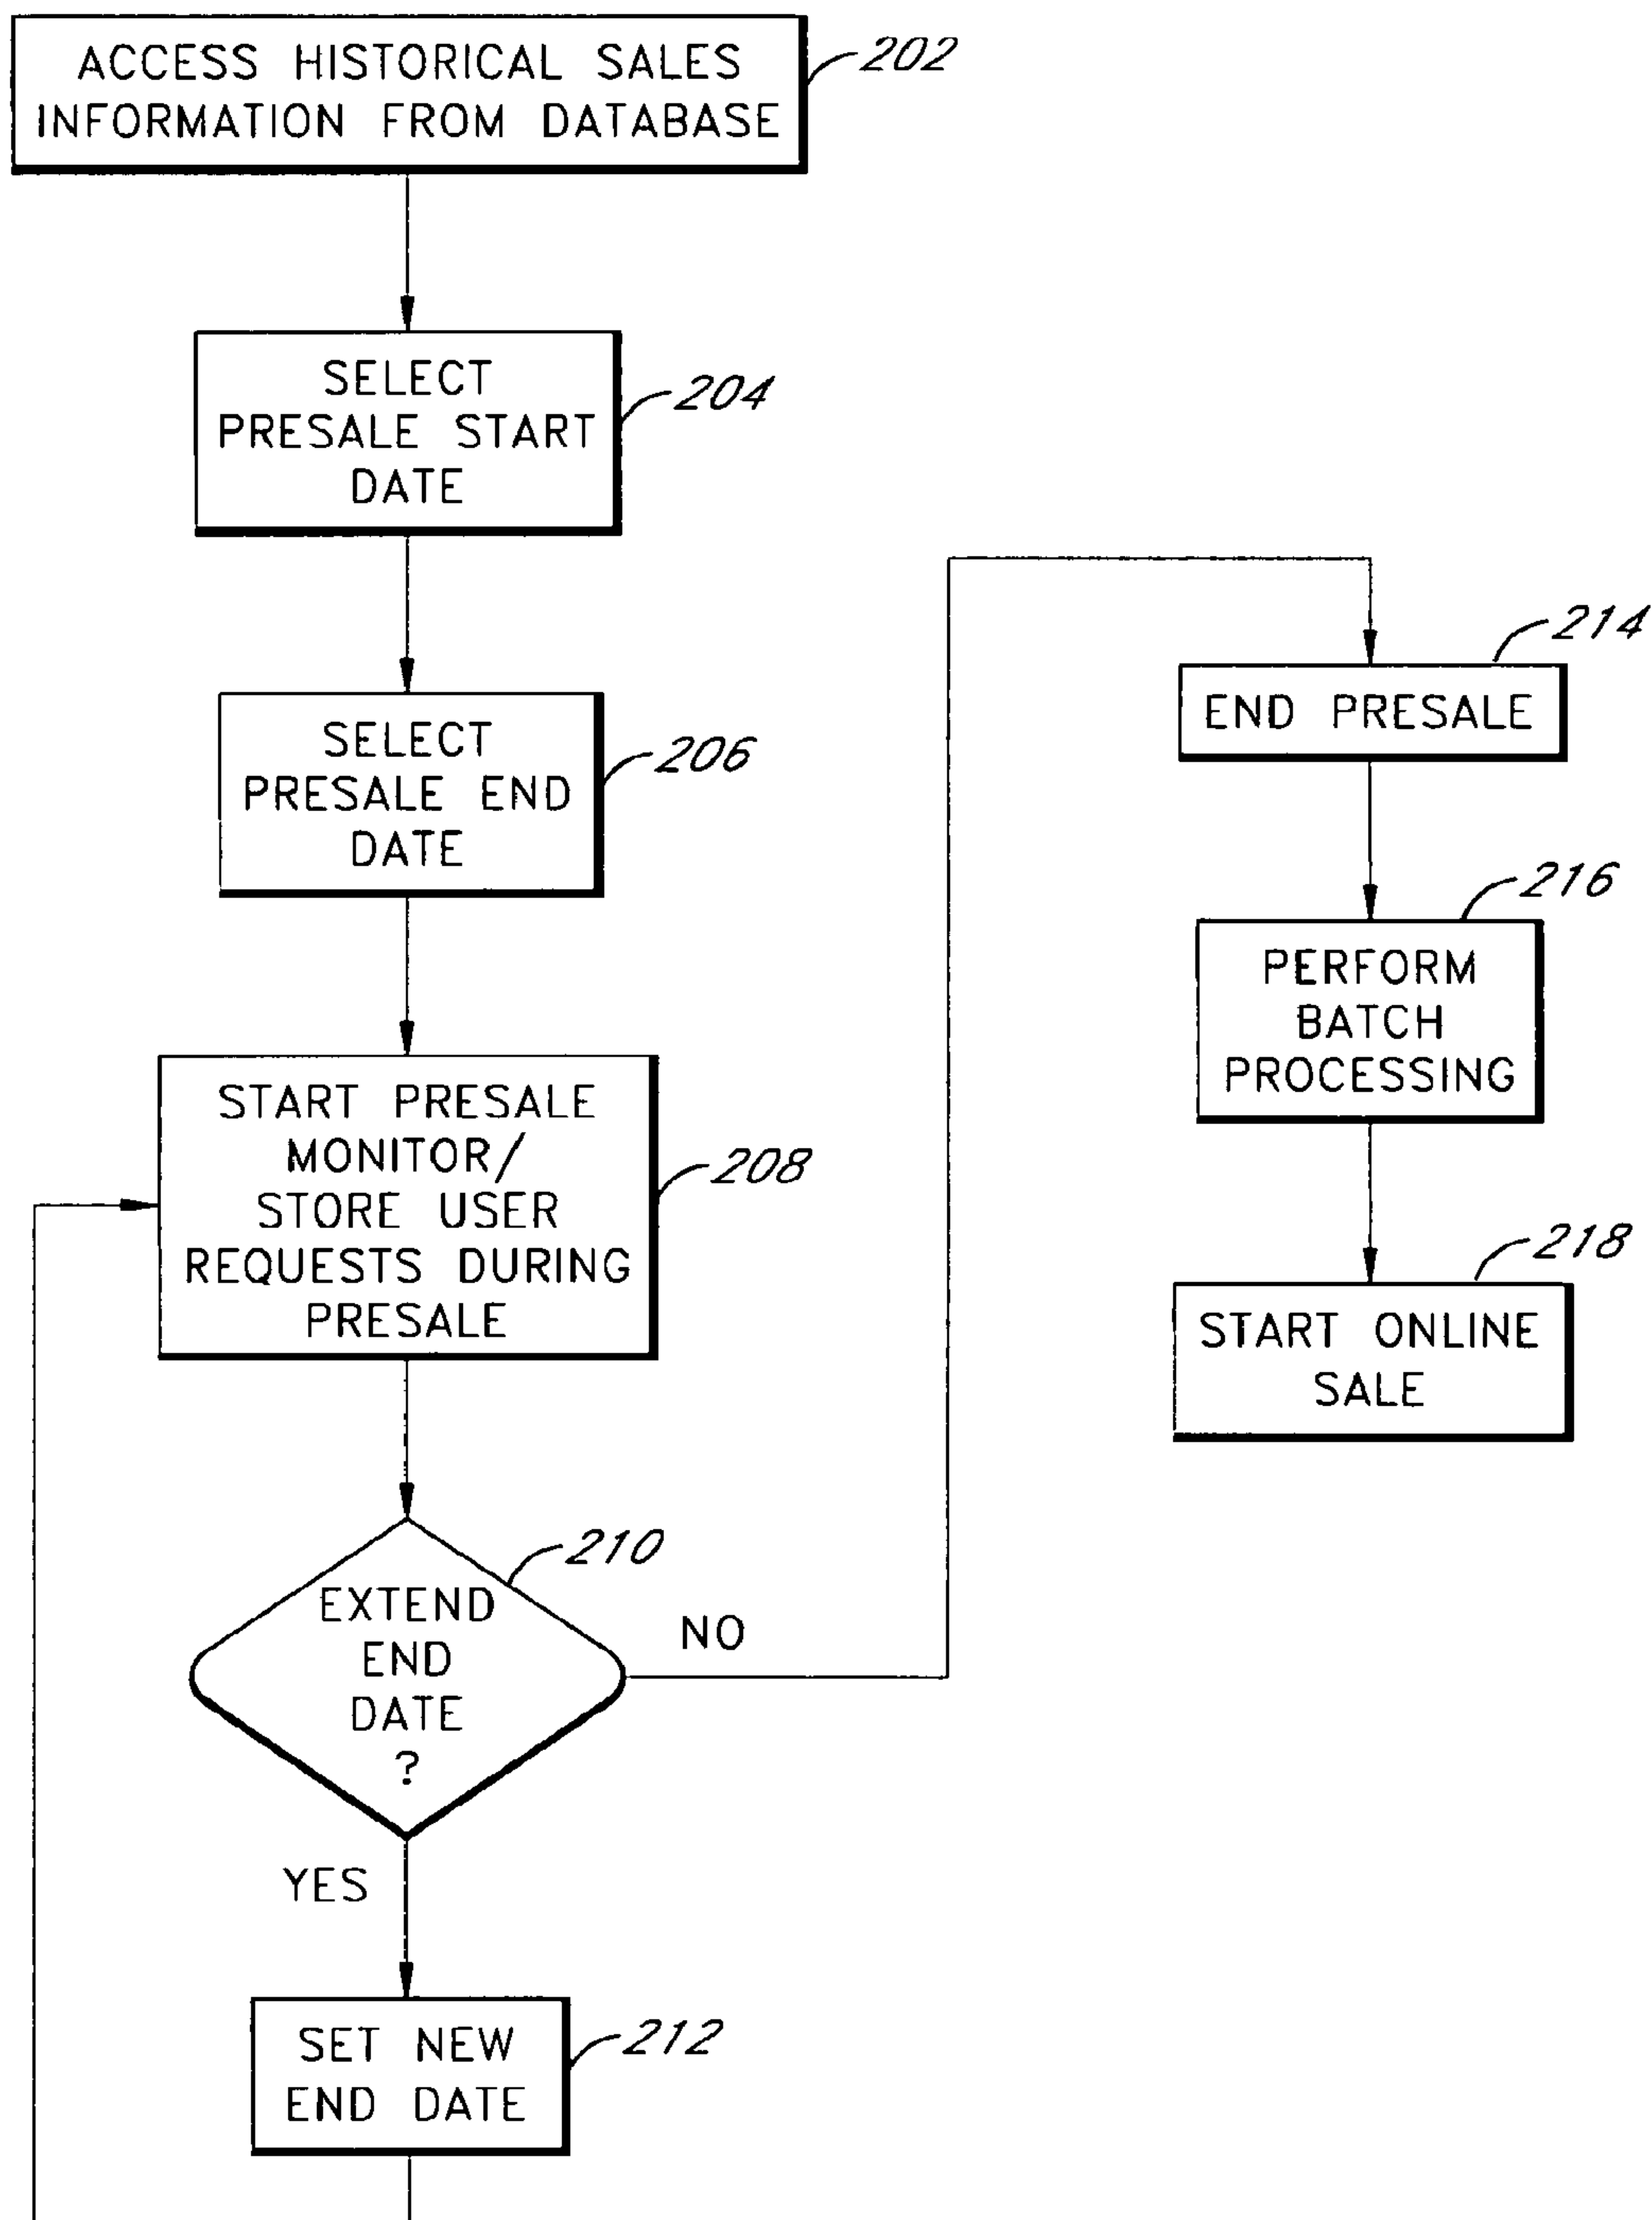 ACCESS HISTORICAL SALES
INFORMATION FROM DATABASE
202
SELECT
PRESALE START
DATE
204
SELECT
PRESALE END
DATE
206
START PRESALE
MONITOR/
STORE USER
REQUESTS DURING
PRESALE
208
EXTEND
END
DATE
?
210
NO
YES
SET NEW
END DATE
212
END PRESALE
214
PERFORM
BATCH
PROCESSING
216
START ONLINE
SALE
218